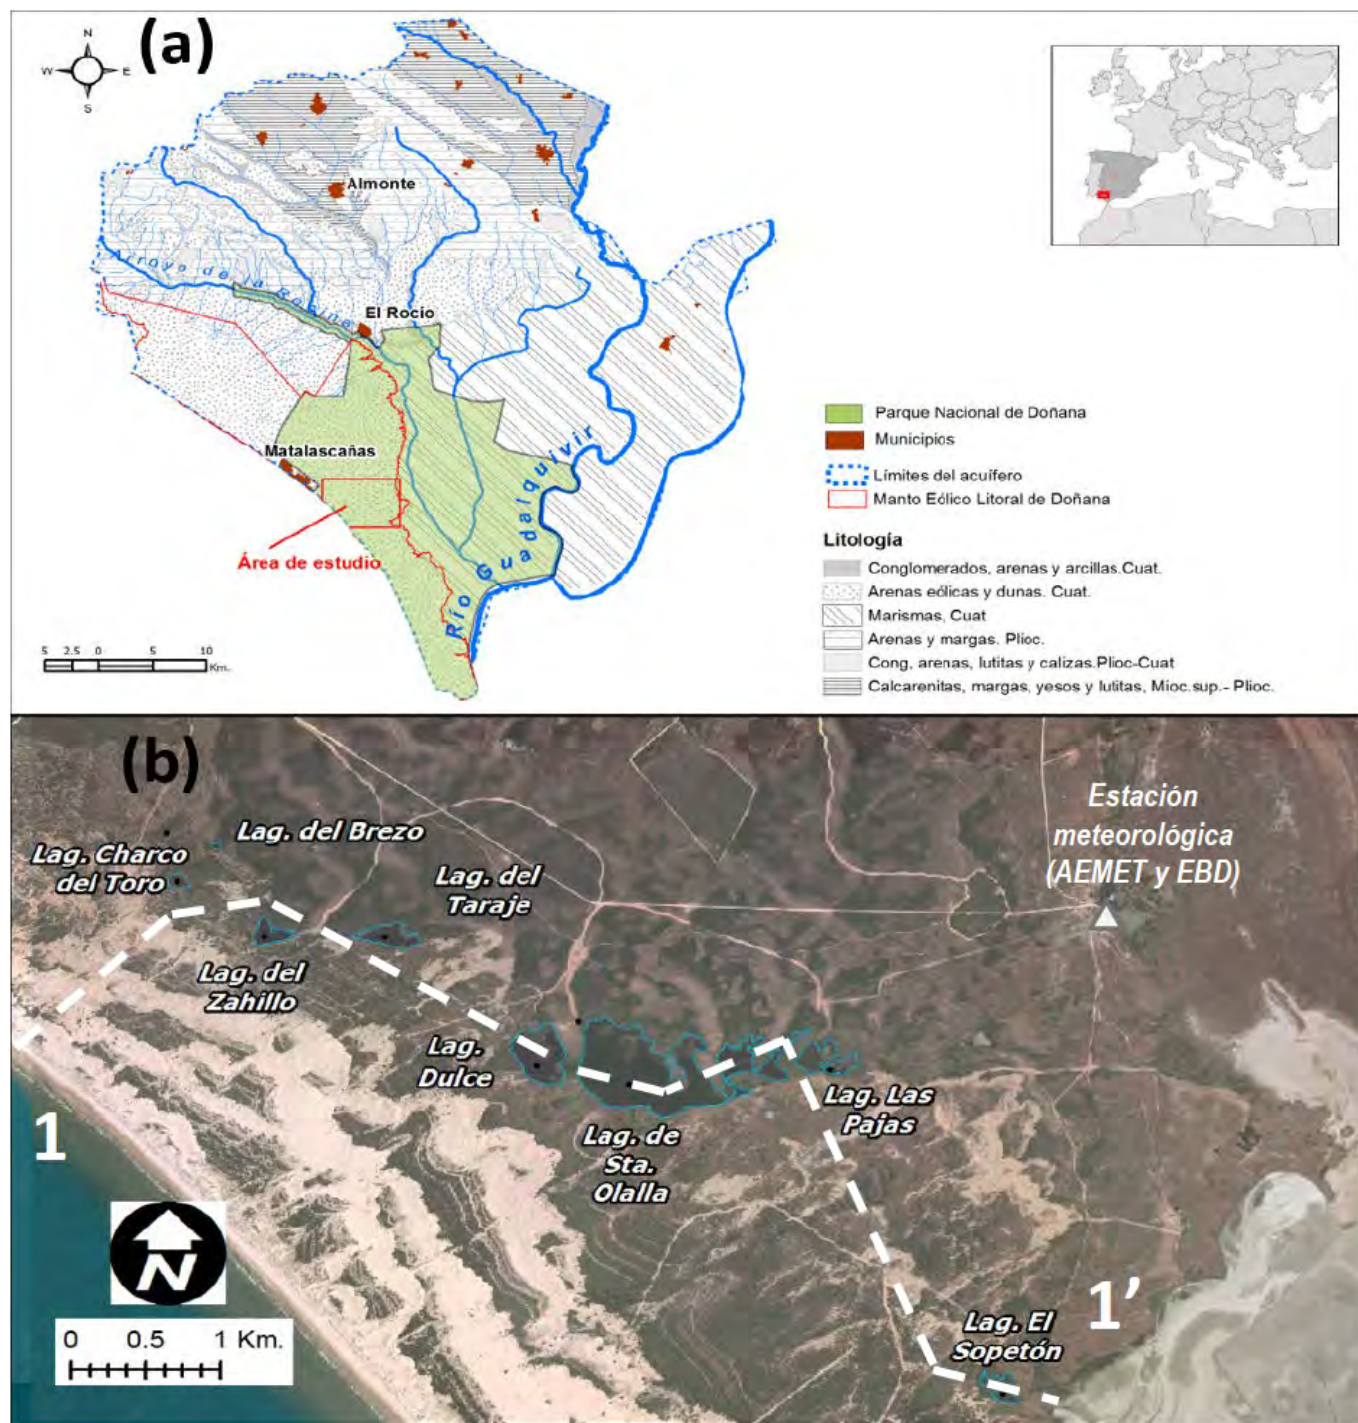 (a)
N
W E
S
Almonte
Arroyo de la Rocina
El Rocío
Matalascañas
Río Guadalquivir
Área de estudio
5 2.5 0 5 10
Km.
Parque Nacional de Doñana
Municipios
Límites del acuífero
Manto Eólico Litoral de Doñana
Litología
Conglomerados, arenas y arcillas.Cuat.
Arenas eólicas y dunas. Cuat.
Marismas, Cuat
Arenas y margas. Plioc.
Cong, arenas, lutitas y calizas.Plioc-Cuat
Calcarenitas, margas, yesos y lutitas, Mioc.sup.- Plioc.
(b)
Estación
meteorológica
(AEMET y EBD)
Lag. del Brezo
Lag. Charco
del Toro
Lag. del
Taraje
Lag. del
Zahillo
Lag.
Dulce
Lag. Las
Pajas
Lag. de
Sta.
Olalla
1
N
1’
Lag. El
Sopetón
0 0.5 1 Km.